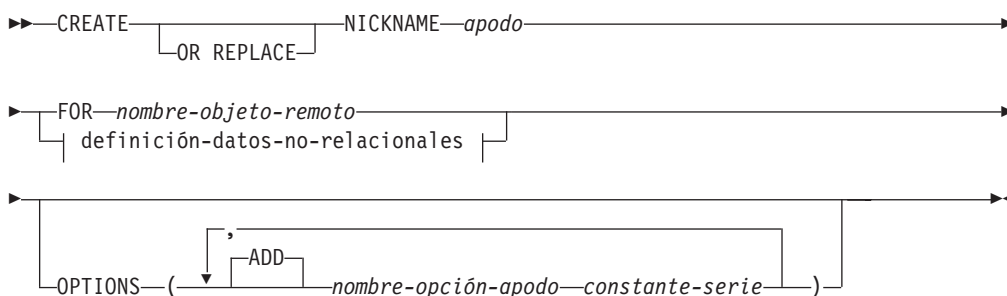 CREATE NICKNAME apodo
OR REPLACE
FOR nombre-objeto-remoto
definición-datos-no-relacionales
,
ADD
OPTIONS ( nombre-opción-apodo constante-serie )